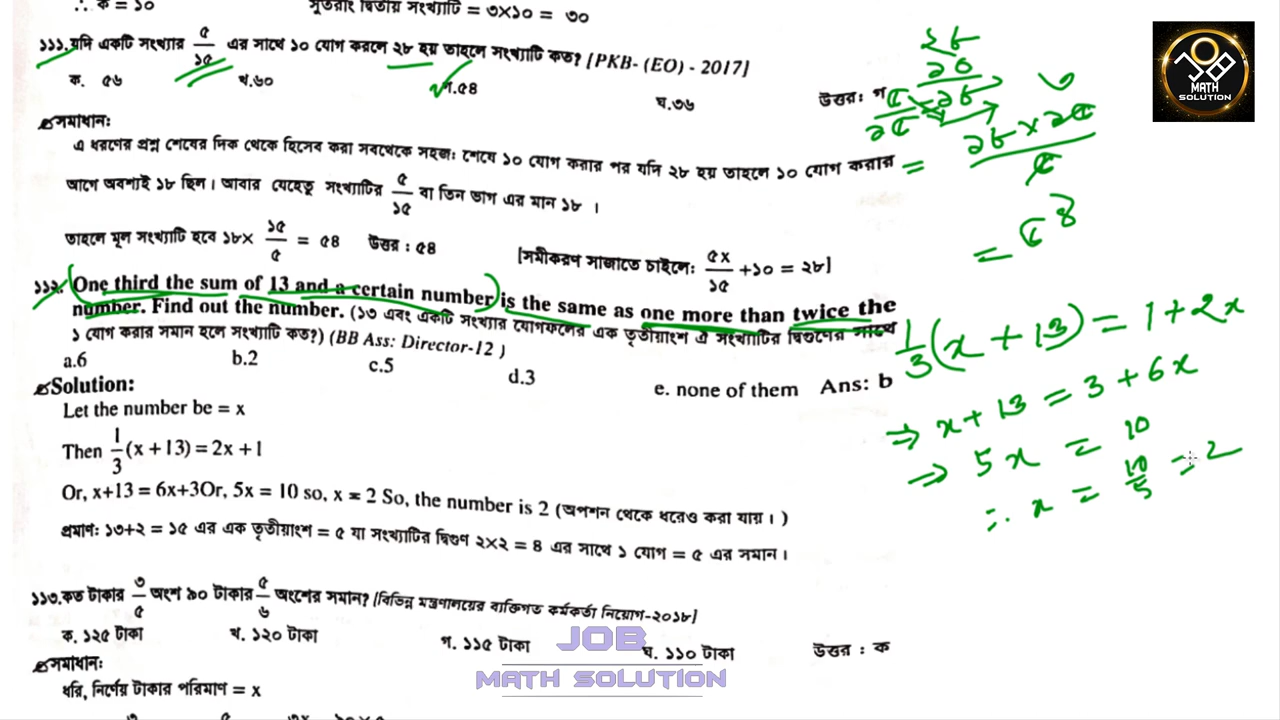 ∴ ক = ১০ সুতরাং দ্বিতীয় সংখ্যাটি = ৩×১০ = ৩০
১১১. যদি একটি সংখ্যার ৫/১৫ এর সাথে ১০ যোগ করলে ২৮ হয় তাহলে সংখ্যাটি কত? [PKB- (EO) - 2017]
ক. ৫৬ খ.৬০ গ.৫৪ ঘ.৩৬ উত্তর: গ
সমাধান:
এ ধরণের প্রশ্ন শেষের দিক থেকে হিসেব করা সবথেকে সহজ: শেষে ১০ যোগ করার পর যদি ২৮ হয় তাহলে ১০ যোগ করার
আগে অবশ্যই ১৮ ছিল। আবার যেহেতু সংখ্যাটির ৫/১৫ বা তিন ভাগ এর মান ১৮ ।
তাহলে মূল সংখ্যাটি হবে ১৮× ১৫/৫ = ৫৪ উত্তর : ৫৪ [সমীকরণ সাজাতে চাইলে: ৫x/১৫ +১০ = ২৮]
১১২. One third the sum of 13 and a certain number is the same as one more than twice the
number. Find out the number. (১৩ এবং একটি সংখ্যার যোগফলের এক তৃতীয়াংশ ঐ সংখ্যাটির দ্বিগুণের সাথে
১ যোগ করার সমান হলে সংখ্যাটি কত?) (BB Ass: Director-12 )
a.6 b.2 c.5 d.3 e. none of them Ans: b
Solution:
Let the number be = x
Then 1/3 (x + 13) = 2x +1
Or, x+13 = 6x+3Or, 5x = 10 so, x = 2 So, the number is 2 (অপশন থেকে ধরেও করা যায়। )
প্রমাণ: ১৩+২ = ১৫ এর এক তৃতীয়াংশ = ৫ যা সংখ্যাটির দ্বিগুণ ২×২ = ৪ এর সাথে ১ যোগ = ৫ এর সমান।
১১৩. কত টাকার ৩/৫ অংশ ৯০ টাকার ৫/৬ অংশের সমান? [বিভিন্ন মন্ত্রণালয়ের ব্যক্তিগত কর্মকর্তা নিয়োগ-২০১৮]
ক. ১২৫ টাকা খ. ১২০ টাকা গ. ১১৫ টাকা ঘ. ১১০ টাকা উত্তর : ক
সমাধান:
ধরি, নির্ণেয় টাকার পরিমাণ = x
২৮
১০
৫/১৫ ১৮
= ১৮ × ১৫ / ৫ ৩
= ৫৪
1/3 (x + 13) = 1 + 2x
⇒ x + 13 = 3 + 6x
⇒ 5x = 10
∴ x = 10/5 = 2
MATH
SOLUTION
JOB
MATH SOLUTION